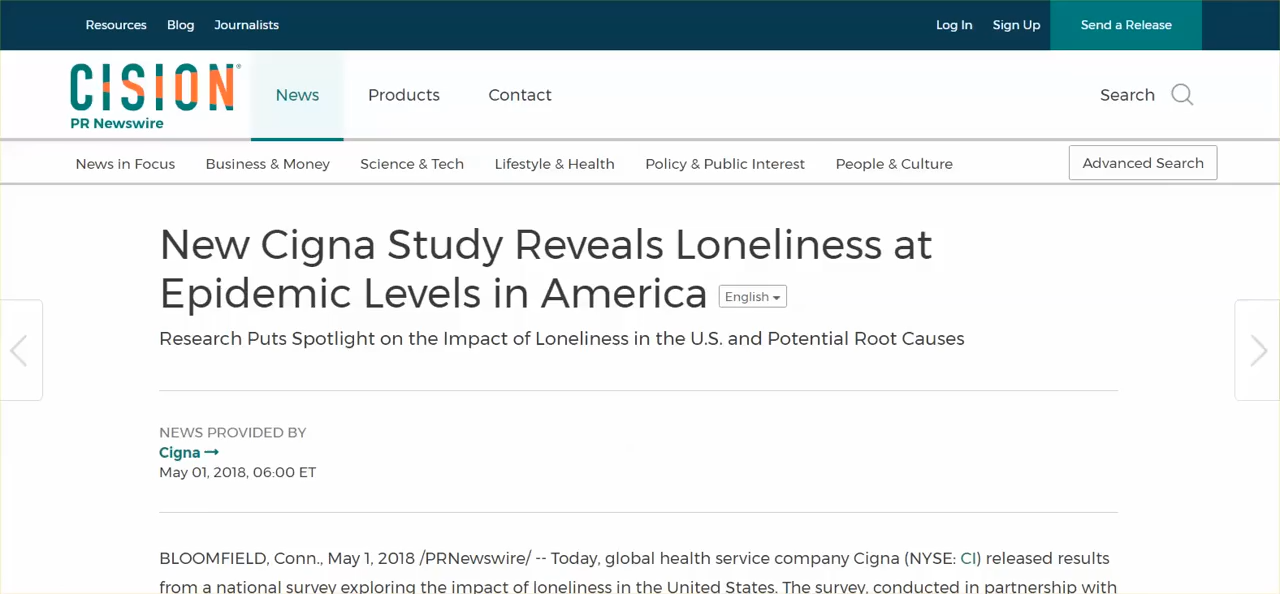 Resources Blog Journalists Log In Sign Up Send a Release
CISION®
PR Newswire
News Products Contact Search
News in Focus Business & Money Science & Tech Lifestyle & Health Policy & Public Interest People & Culture Advanced Search
New Cigna Study Reveals Loneliness at
Epidemic Levels in America English
Research Puts Spotlight on the Impact of Loneliness in the U.S. and Potential Root Causes
NEWS PROVIDED BY
Cigna →
May 01, 2018, 06:00 ET
BLOOMFIELD, Conn., May 1, 2018 /PRNewswire/ -- Today, global health service company Cigna (NYSE: CI) released results
from a national survey exploring the impact of loneliness in the United States. The survey, conducted in partnership with